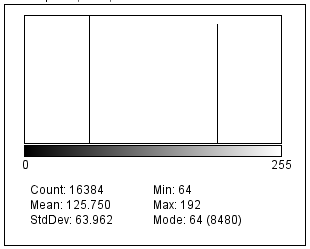 0 255
Count: 16384 Min: 64
Mean: 125.750 Max: 192
StdDev: 63.962 Mode: 64 (8480)